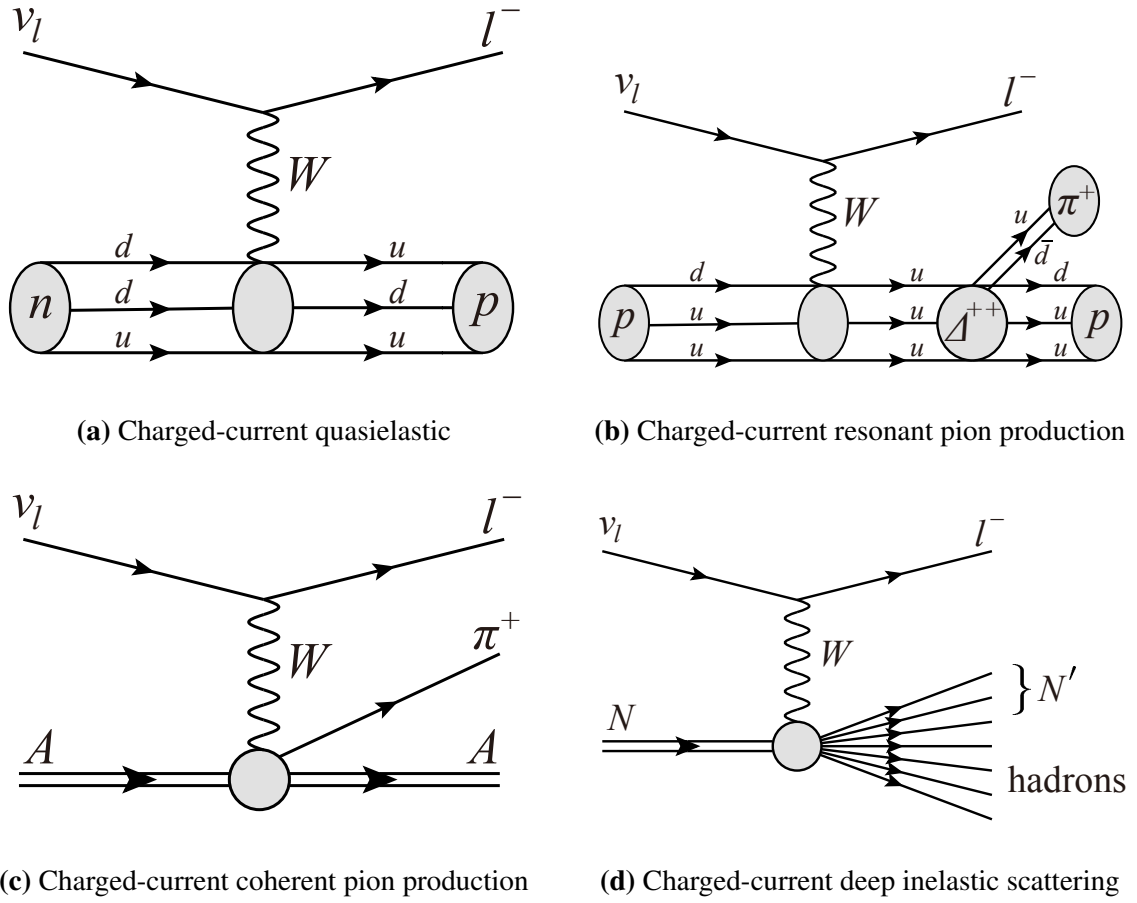 ν_l l⁻
W
d u
n d d p
u u
(a) Charged-current quasielastic
ν_l l⁻
W π⁺
u d̄
d u d
p u u Δ⁺⁺ u p
u u u
(b) Charged-current resonant pion production
ν_l l⁻
W π⁺
A A
(c) Charged-current coherent pion production
ν_l l⁻
W
N } N′
hadrons
(d) Charged-current deep inelastic scattering